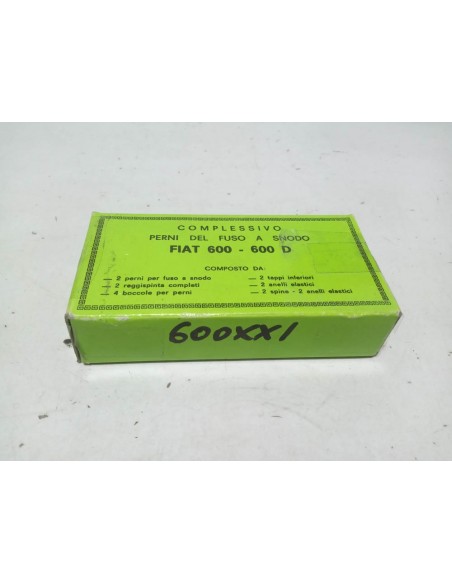 COMPLESSIVO
PERNI DEL FUSO A SNODO
FIAT 600 - 600 D
COMPOSTO DA:
— 2 perni per fuso a snodo
— 2 reggispinta completi
— 4 boccole per perni
— 2 tappi inferiori
— 2 anelli elastici
— 2 spine - 2 anelli elastici
600XX1